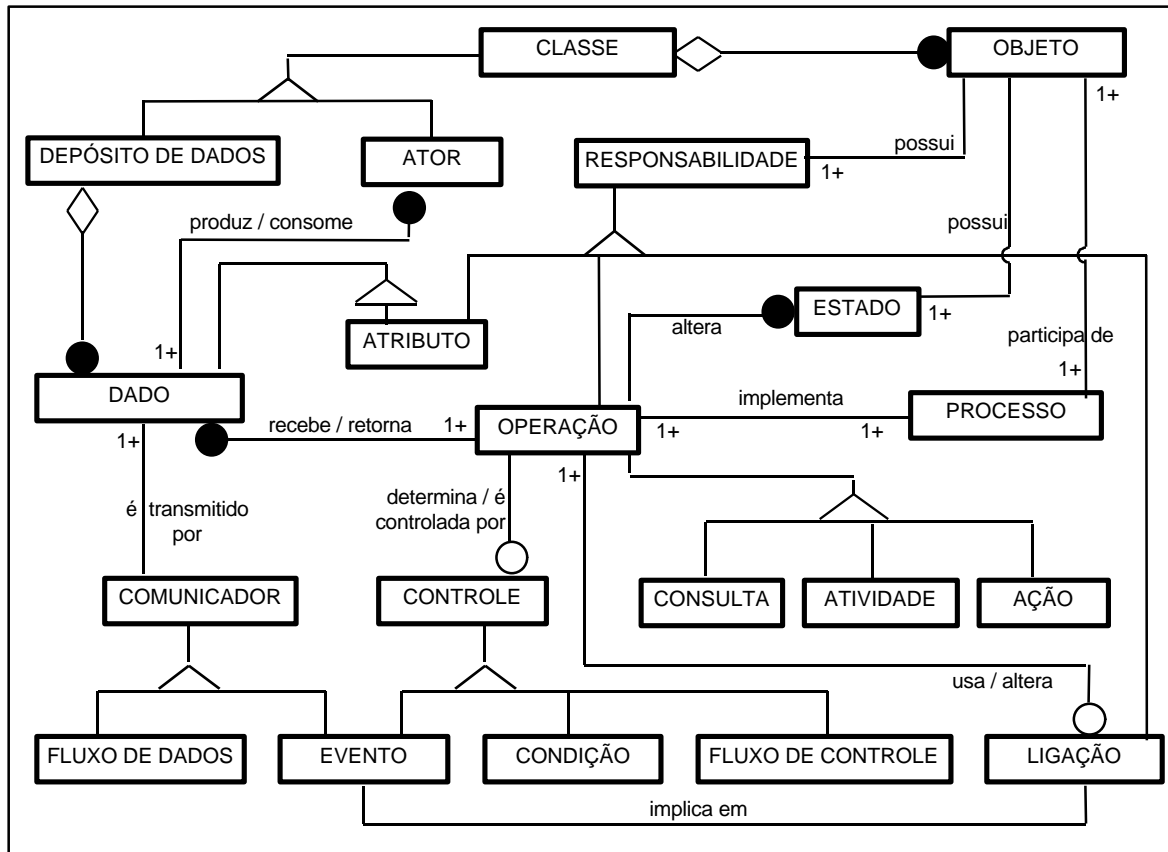 CLASSE
OBJETO
1+
1+
DEPÓSITO DE DADOS
ATOR
RESPONSABILIDADE
possui
1+
produz / consome
possui
ESTADO
1+
altera
ATRIBUTO
participa de
1+
1+
DADO
PROCESSO
implementa
1+
recebe / retorna
1+
OPERAÇÃO
1+
1+
1+
é transmitido
por
determina / é
controlada por
COMUNICADOR
CONTROLE
CONSULTA
ATIVIDADE
AÇÃO
usa / altera
FLUXO DE DADOS
EVENTO
CONDIÇÃO
FLUXO DE CONTROLE
LIGAÇÃO
implica em